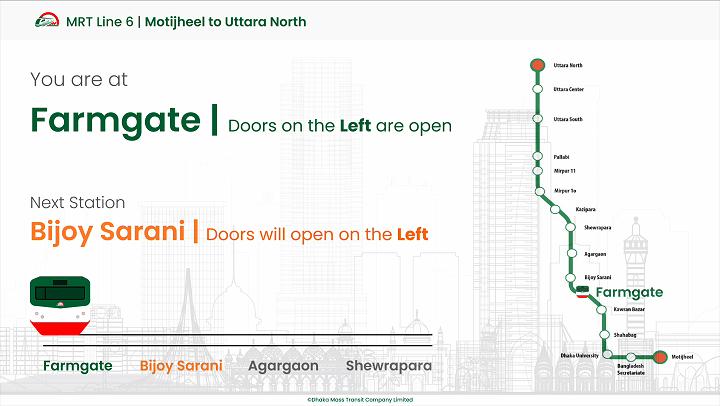 MRT Line 6 | Motijheel to Uttara North
You are at
Farmgate | Doors on the Left are open
Next Station
Bijoy Sarani | Doors will open on the Left
Farmgate Bijoy Sarani Agargaon Shewrapara
Uttara North
Uttara Center
Uttara South
Pallabi
Mirpur 11
Mirpur 10
Kazipara
Shewrapara
Agargaon
Bijoy Sarani
Farmgate
Kawran Bazar
Shahabag
Dhaka University
Motijheel
Bangladesh
Secretariate
©Dhaka Mass Transit Company Limited